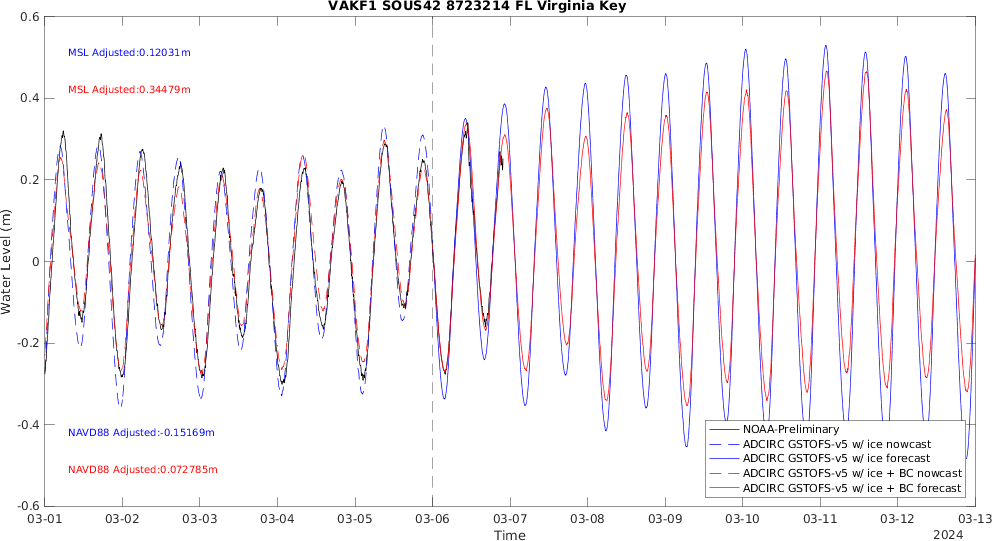 VAKF1 SOUS42 8723214 FL Virginia Key
0.6
0.4
0.2
0
-0.2
-0.4
-0.6
Water Level (m)
MSL Adjusted:0.12031m
MSL Adjusted:0.34479m
NAVD88 Adjusted:-0.15169m
NAVD88 Adjusted:0.072785m
NOAA-Preliminary
ADCIRC GSTOFS-v5 w/ ice nowcast
ADCIRC GSTOFS-v5 w/ ice forecast
ADCIRC GSTOFS-v5 w/ ice + BC nowcast
ADCIRC GSTOFS-v5 w/ ice + BC forecast
03-01 03-02 03-03 03-04 03-05 03-06 03-07 03-08 03-09 03-10 03-11 03-12 03-13
Time
2024